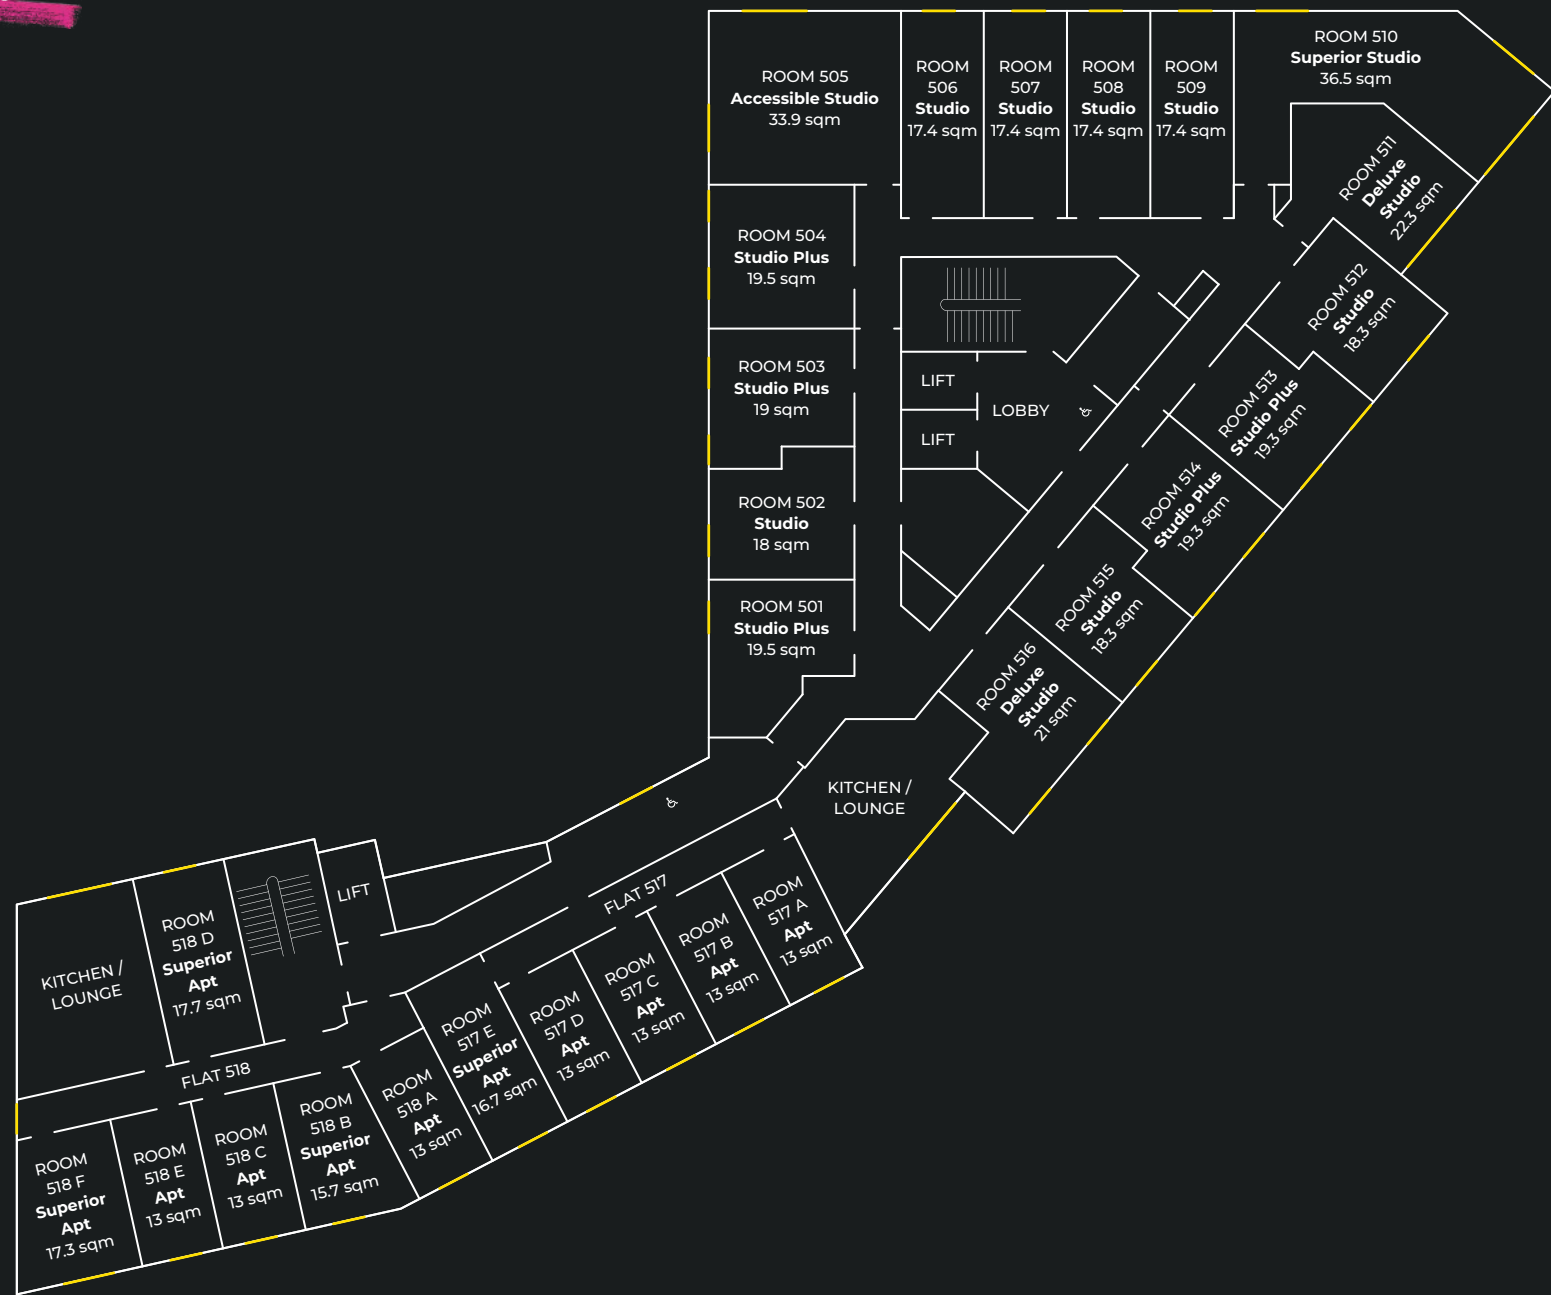 ROOM 505
Accessible Studio
33.9 sqm
ROOM
506
Studio
17.4 sqm
ROOM
507
Studio
17.4 sqm
ROOM
508
Studio
17.4 sqm
ROOM
509
Studio
17.4 sqm
ROOM 510
Superior Studio
36.5 sqm
ROOM 511
Deluxe
Studio
22.3 sqm
ROOM 504
Studio Plus
19.5 sqm
ROOM 512
Studio
18.3 sqm
ROOM 503
Studio Plus
19 sqm
LIFT
LOBBY
LIFT
ROOM 513
Studio Plus
19.3 sqm
ROOM 502
Studio
18 sqm
ROOM 514
Studio Plus
19.3 sqm
ROOM 501
Studio Plus
19.5 sqm
ROOM 515
Studio
18.3 sqm
ROOM 516
Deluxe
Studio
21 sqm
KITCHEN /
LOUNGE
LIFT
FLAT 517
ROOM
517 A
Apt
13 sqm
ROOM
517 B
Apt
13 sqm
ROOM
517 C
Apt
13 sqm
ROOM
517 D
Apt
13 sqm
ROOM
517 E
Superior
Apt
16.7 sqm
KITCHEN /
LOUNGE
ROOM
518 D
Superior
Apt
17.7 sqm
FLAT 518
ROOM
518 A
Apt
13 sqm
ROOM
518 B
Superior
Apt
15.7 sqm
ROOM
518 C
Apt
13 sqm
ROOM
518 E
Apt
13 sqm
ROOM
518 F
Superior
Apt
17.3 sqm